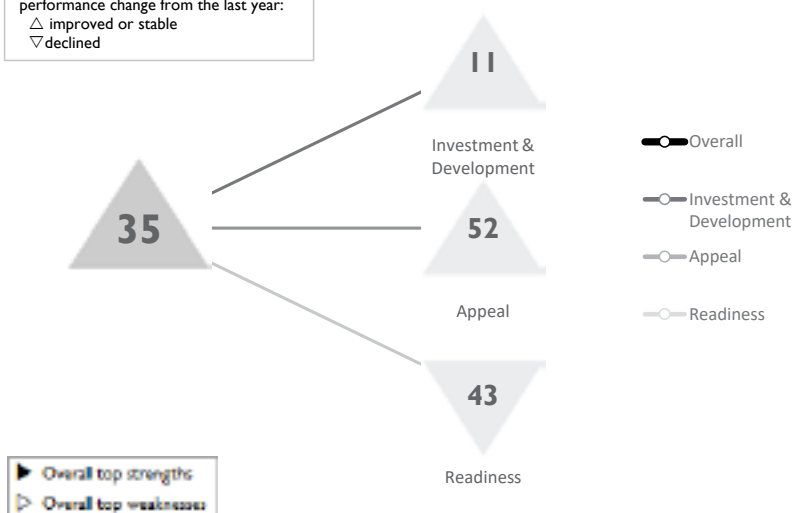 performance change from the last year:
△ improved or stable
▽ declined
11
Investment &
Development
35
52
Appeal
43
Readiness
Overall
Investment &
Development
Appeal
Readiness
▶ Overall top strengths
▷ Overall top weaknesses